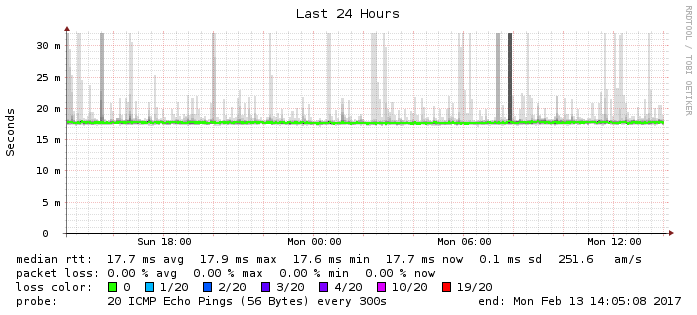 Last 24 Hours
RRDTOOL / TOBI OETIKER
Seconds
30 m
25 m
20 m
15 m
10 m
5 m
0
Sun 18:00 Mon 00:00 Mon 06:00 Mon 12:00
median rtt: 17.7 ms avg 17.9 ms max 17.6 ms min 17.7 ms now 0.1 ms sd 251.6 am/s
packet loss: 0.00 % avg 0.00 % max 0.00 % min 0.00 % now
loss color: 0 1/20 2/20 3/20 4/20 10/20 19/20
probe: 20 ICMP Echo Pings (56 Bytes) every 300s end: Mon Feb 13 14:05:08 2017